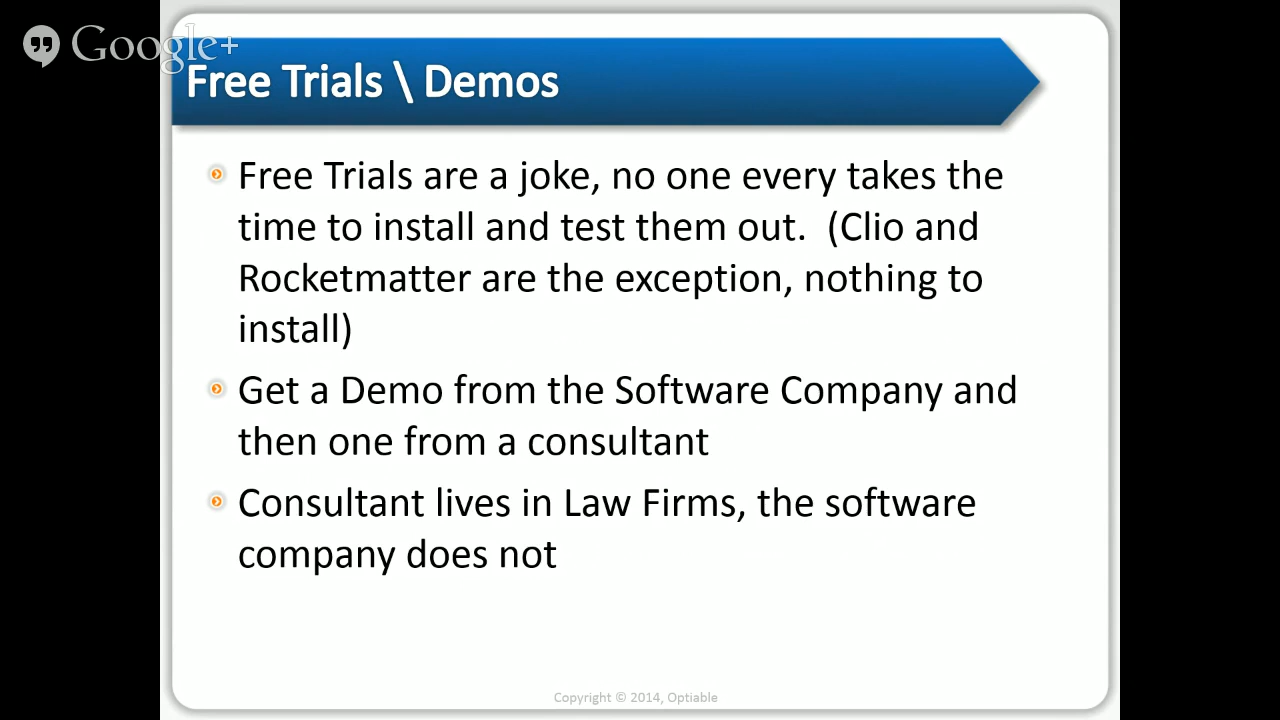 Google+
Free Trials \ Demos
Free Trials are a joke, no one every takes the
time to install and test them out.  (Clio and
Rocketmatter are the exception, nothing to
install)
Get a Demo from the Software Company and
then one from a consultant
Consultant lives in Law Firms, the software
company does not
Copyright © 2014, Optiable